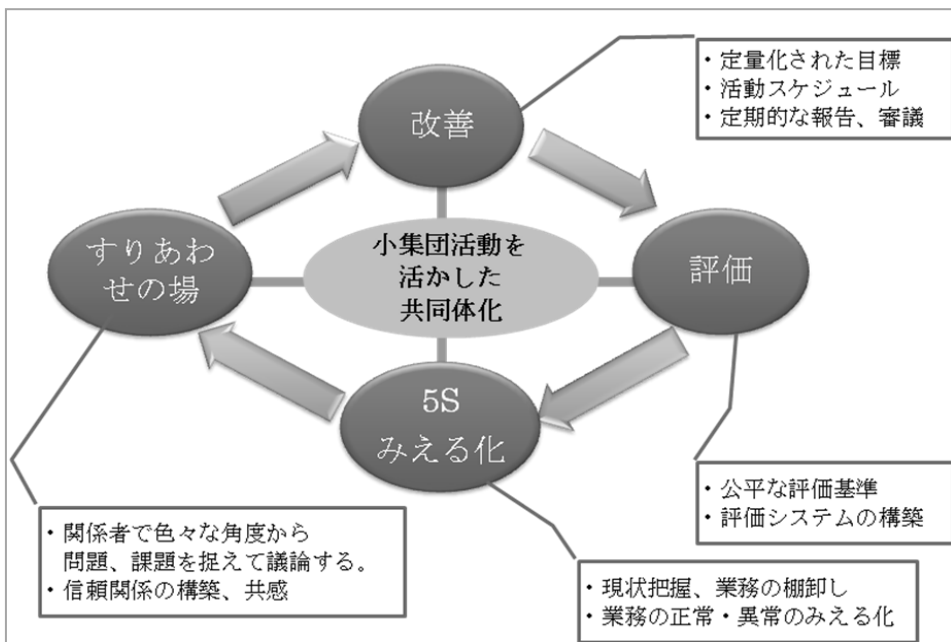 ・定量化された目標
・活動スケジュール
・定期的な報告、審議
改善
すりあわ
せの場
小集団活動を
活かした
共同体化
評価
5S
みえる化
・公平な評価基準
・評価システムの構築
・関係者で色々な角度から
問題、課題を捉えて議論する。
・信頼関係の構築、共感
・現状把握、業務の棚卸し
・業務の正常・異常のみえる化